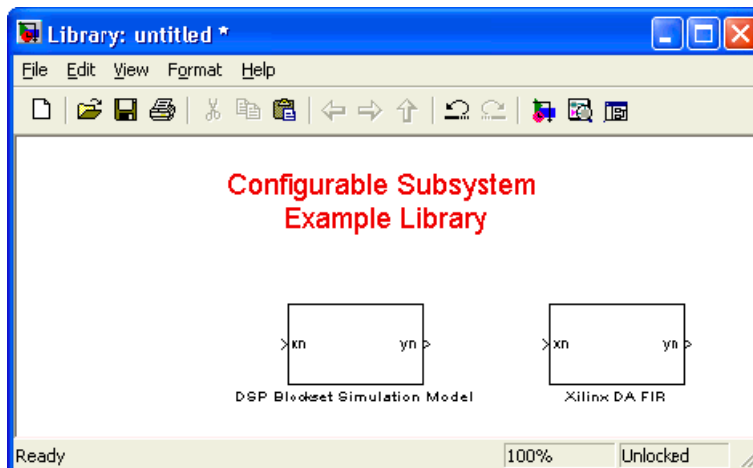 Library: untitled *
File Edit View Format Help
Configurable Subsystem
Example Library
xn yn xn yn
DSP Blockset Simulation Model Xilinx DA FIR
Ready 100% Unlocked